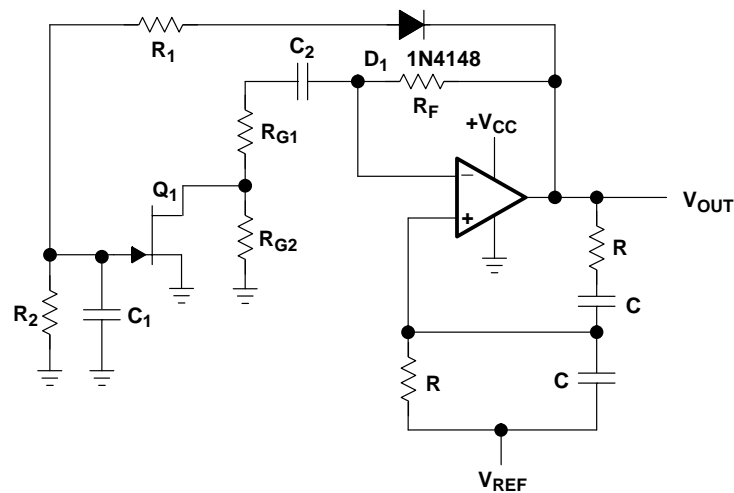 R1
C2
D1 1N4148
RF
RG1
+VCC
Q1
−
VOUT
+
RG2
R
C
R2
C1
R
C
VREF